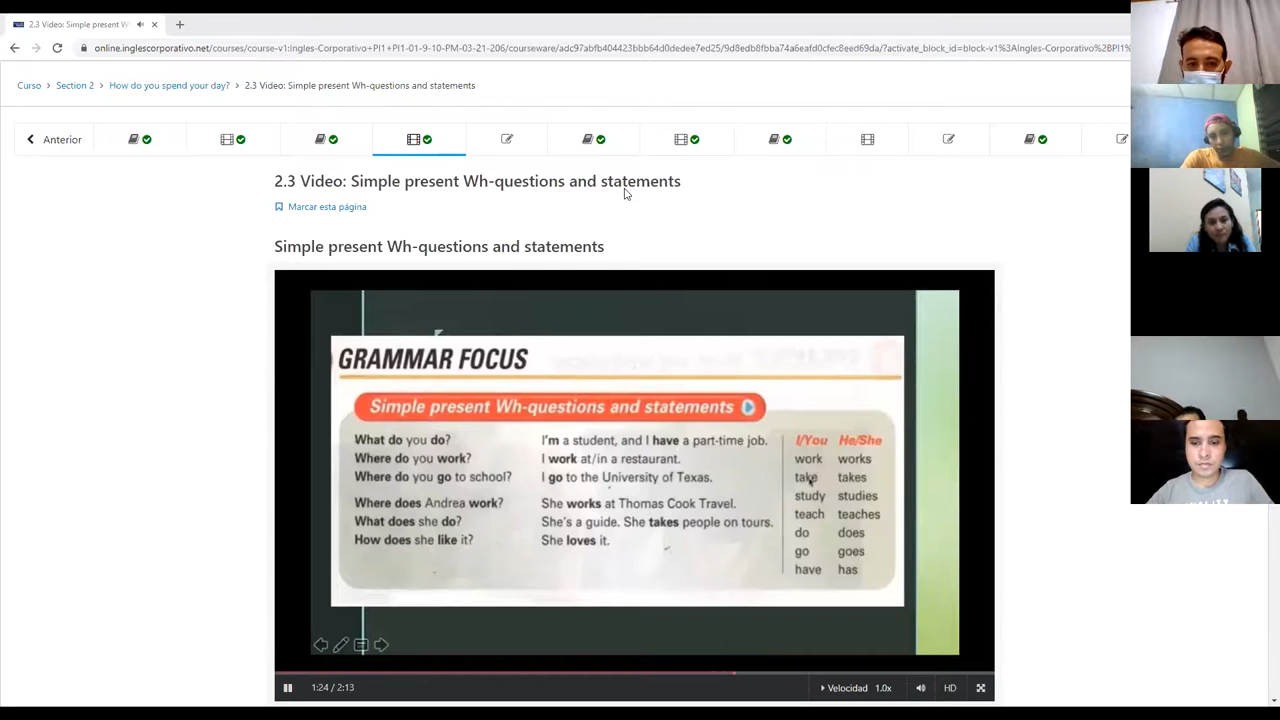 2.3 Video: Simple present W
online.inglescorporativo.net/courses/course-v1:Ingles-Corporativo+PI1+PI1-01-9-10-PM-03-21-206/courseware/adc97abfb404423bbb64d0dedee7ed25/9d8edb8fbba74a6eafd0cfec8eed69da/?activate_block_id=block-v1%3AIngles-Corporativo%2BPI1%
Curso > Section 2 > How do you spend your day? > 2.3 Video: Simple present Wh-questions and statements
Anterior
2.3 Video: Simple present Wh-questions and statements
Marcar esta página
Simple present Wh-questions and statements
GRAMMAR FOCUS
Simple present Wh-questions and statements
What do you do? I'm a student, and I have a part-time job. I/You He/She
Where do you work? I work at/in a restaurant. work works
Where do you go to school? I go to the University of Texas. take takes
study studies
Where does Andrea work? She works at Thomas Cook Travel.
teach teaches
What does she do? She's a guide. She takes people on tours.
do does
How does she like it? She loves it.
go goes
have has
1:24 / 2:13 Velocidad 1.0x HD